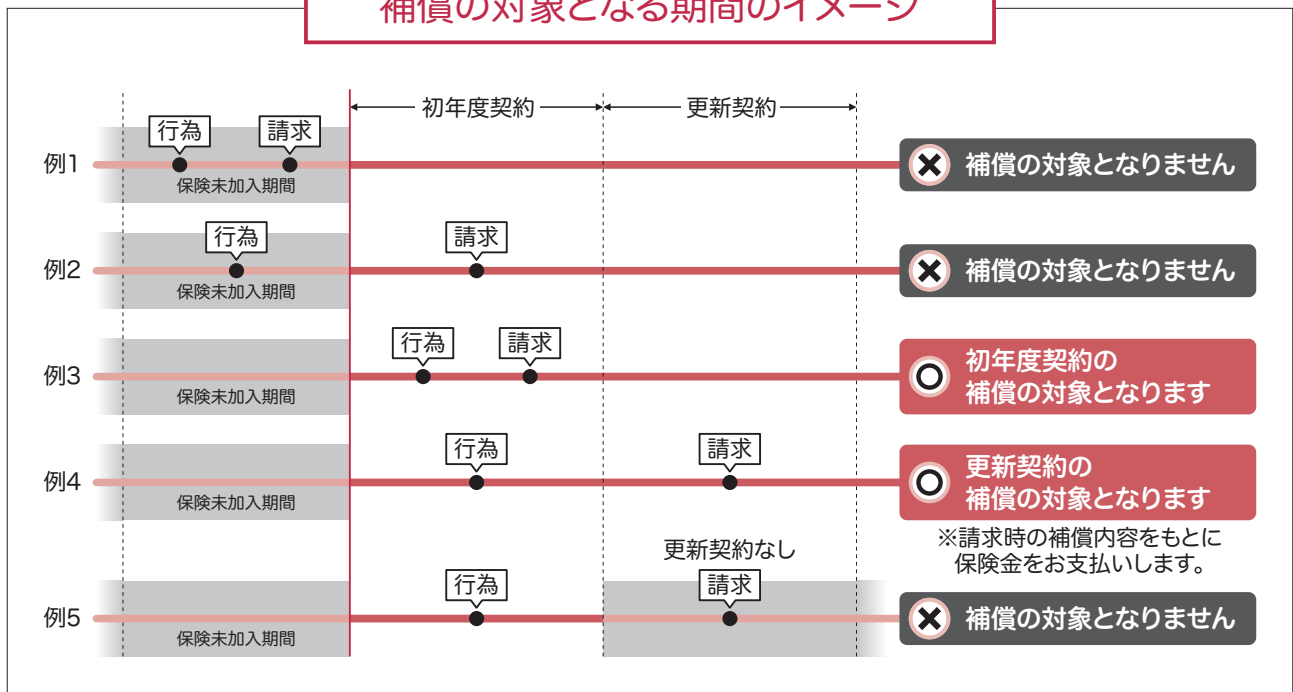 補償の対象となる期間のイメージ
初年度契約
更新契約
例1
行為
請求
保険未加入期間
補償の対象となりません
例2
行為
請求
保険未加入期間
補償の対象となりません
例3
行為
請求
保険未加入期間
初年度契約の
補償の対象となります
例4
行為
請求
保険未加入期間
更新契約の
補償の対象となります
※請求時の補償内容をもとに
保険金をお支払いします。
更新契約なし
例5
行為
請求
保険未加入期間
補償の対象となりません